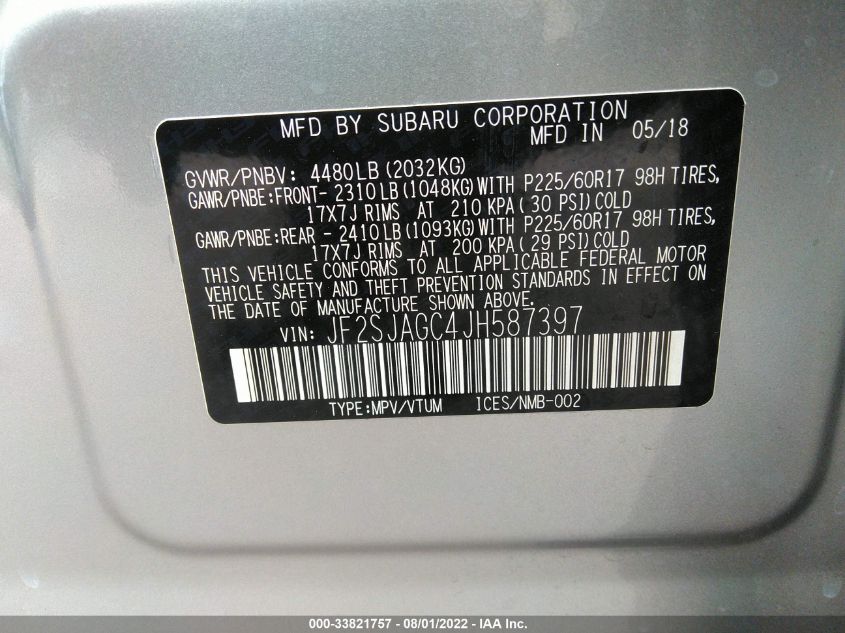 MFD BY SUBARU CORPORATION
MFD IN 05/18
GVWR/PNBV: 4480LB(2032KG)
GAWR/PNBE:FRONT- 2310LB(1048KG)WITH P225/60R17 98H TIRES,
17X7J RIMS AT 210 KPA( 30 PSI)COLD
GAWR/PNBE:REAR - 2410LB(1093KG)WITH P225/60R17 98H TIRES,
17X7J RIMS AT 200 KPA( 29 PSI)COLD
THIS VEHICLE CONFORMS TO ALL APPLICABLE FEDERAL MOTOR
VEHICLE SAFETY AND THEFT PREVENTION STANDARDS IN EFFECT ON
THE DATE OF MANUFACTURE SHOWN ABOVE.
VIN: JF2SJAGC4JH587397
TYPE:MPV/VTUM ICES/NMB-002
000-33821757 - 08/01/2022 - IAA Inc.